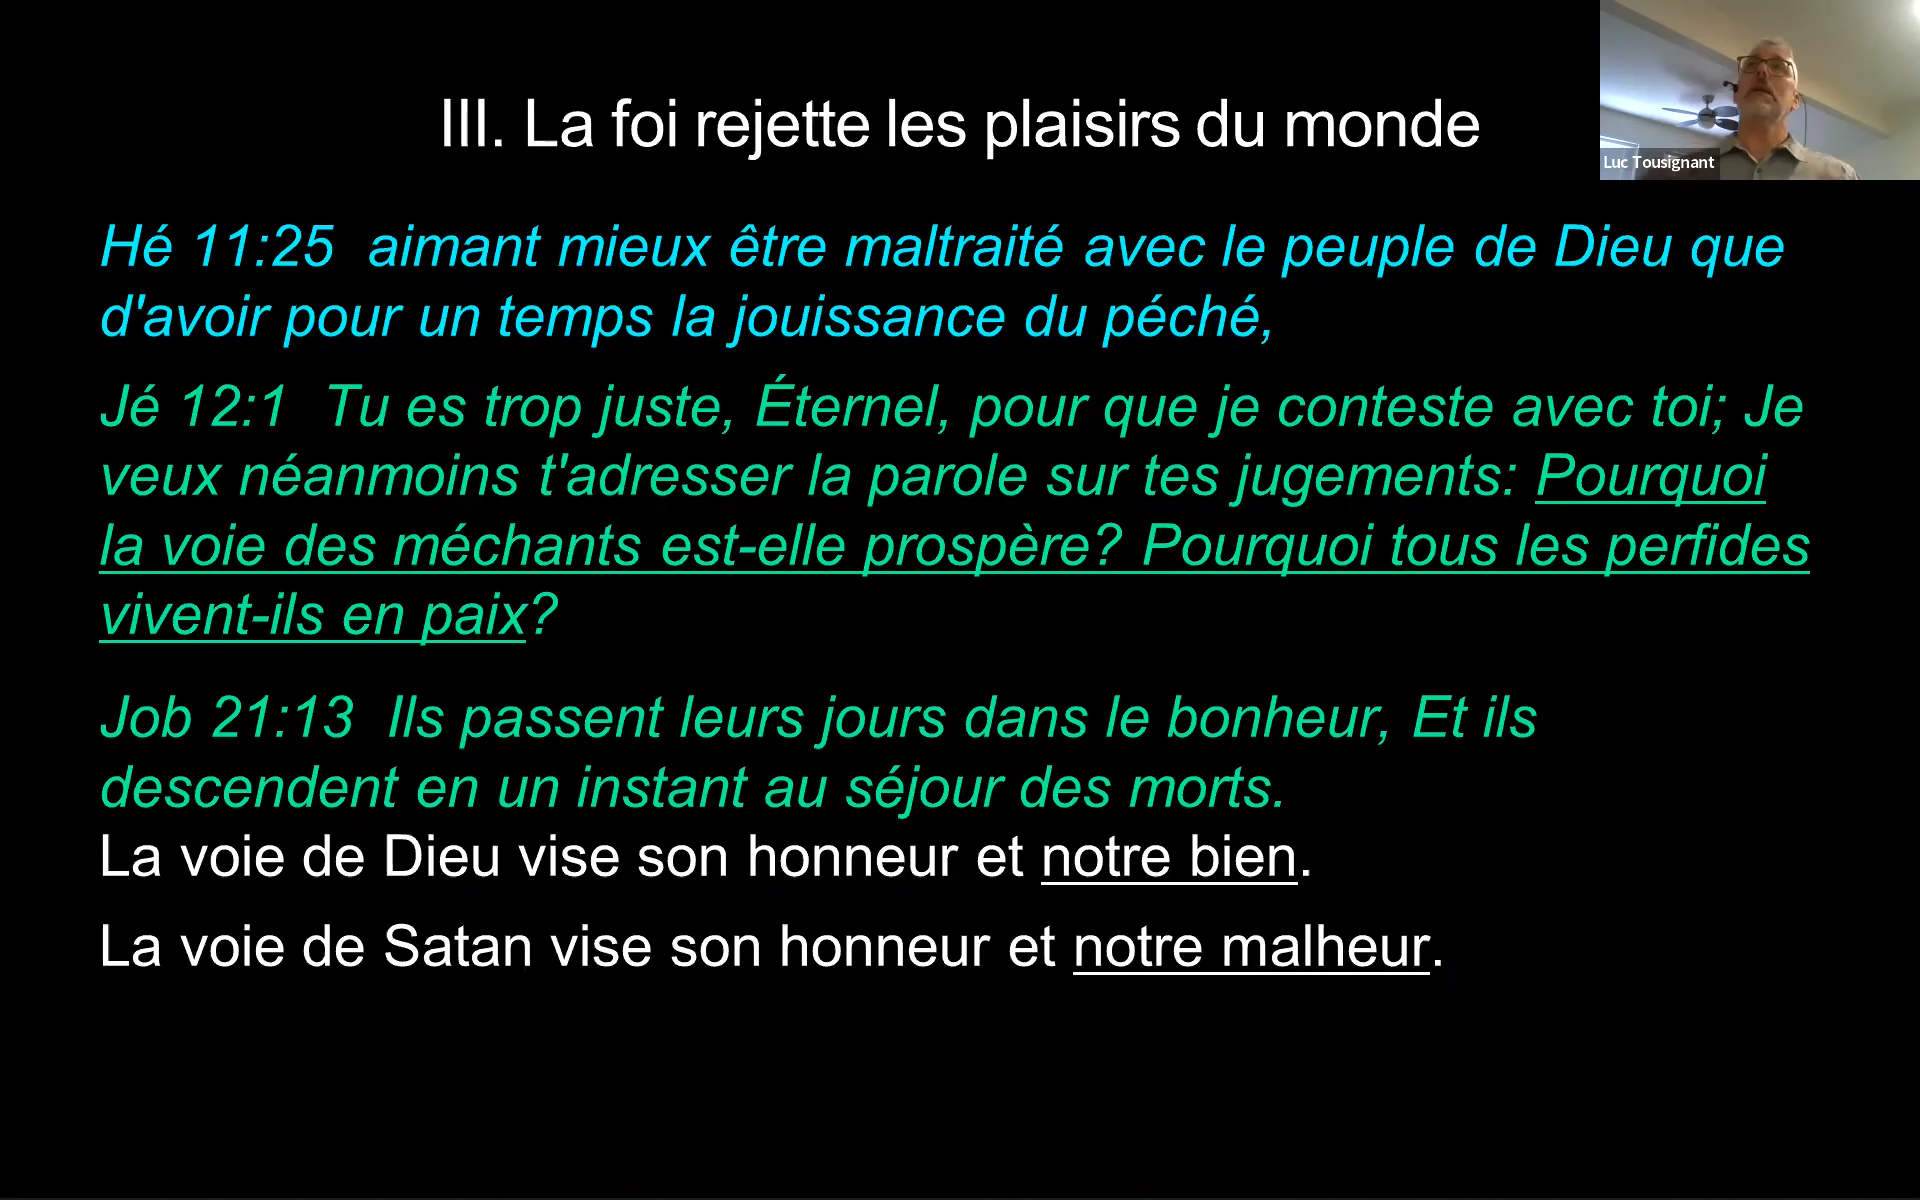 III. La foi rejette les plaisirs du monde
Luc Tousignant
Hé 11:25  aimant mieux être maltraité avec le peuple de Dieu que
d'avoir pour un temps la jouissance du péché,
Jé 12:1  Tu es trop juste, Éternel, pour que je conteste avec toi; Je
veux néanmoins t'adresser la parole sur tes jugements: Pourquoi
la voie des méchants est-elle prospère? Pourquoi tous les perfides
vivent-ils en paix?
Job 21:13  Ils passent leurs jours dans le bonheur, Et ils
descendent en un instant au séjour des morts.
La voie de Dieu vise son honneur et notre bien.
La voie de Satan vise son honneur et notre malheur.